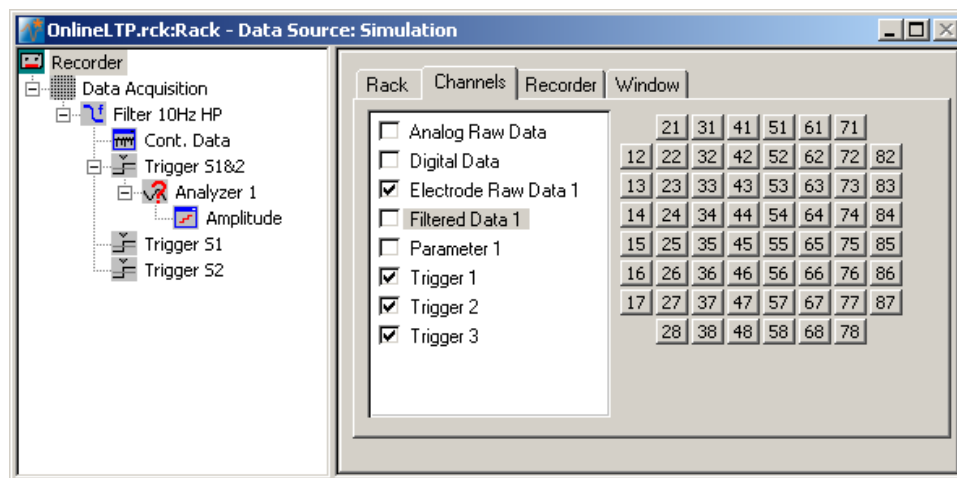 OnlineLTP.rck:Rack - Data Source: Simulation
Recorder
Data Acquisition
Filter 10Hz HP
Cont. Data
Trigger S1&2
Analyzer 1
Amplitude
Trigger S1
Trigger S2
Rack Channels Recorder Window
Analog Raw Data
Digital Data
Electrode Raw Data 1
Filtered Data 1
Parameter 1
Trigger 1
Trigger 2
Trigger 3
21 31 41 51 61 71
12 22 32 42 52 62 72 82
13 23 33 43 53 63 73 83
14 24 34 44 54 64 74 84
15 25 35 45 55 65 75 85
16 26 36 46 56 66 76 86
17 27 37 47 57 67 77 87
28 38 48 58 68 78